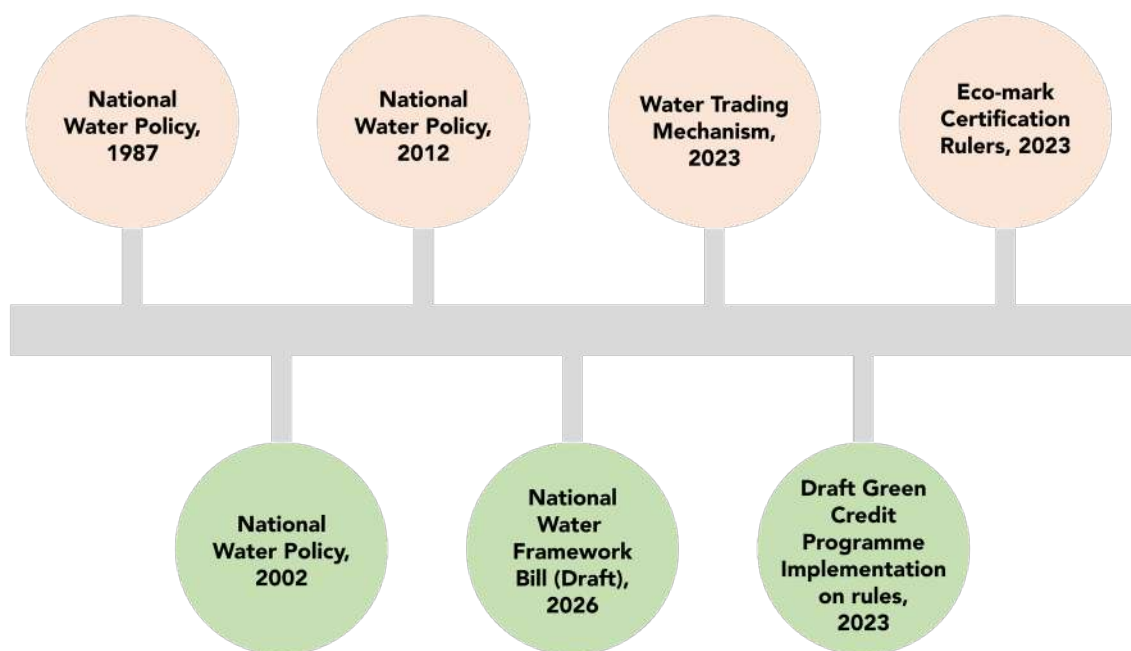 National
Water Policy,
1987
National
Water Policy,
2012
Water Trading
Mechanism,
2023
Eco-mark
Certification
Rulers, 2023
National
Water Policy,
2002
National
Water
Framework
Bill (Draft),
2026
Draft Green
Credit
Programme
Implementation
on rules,
2023